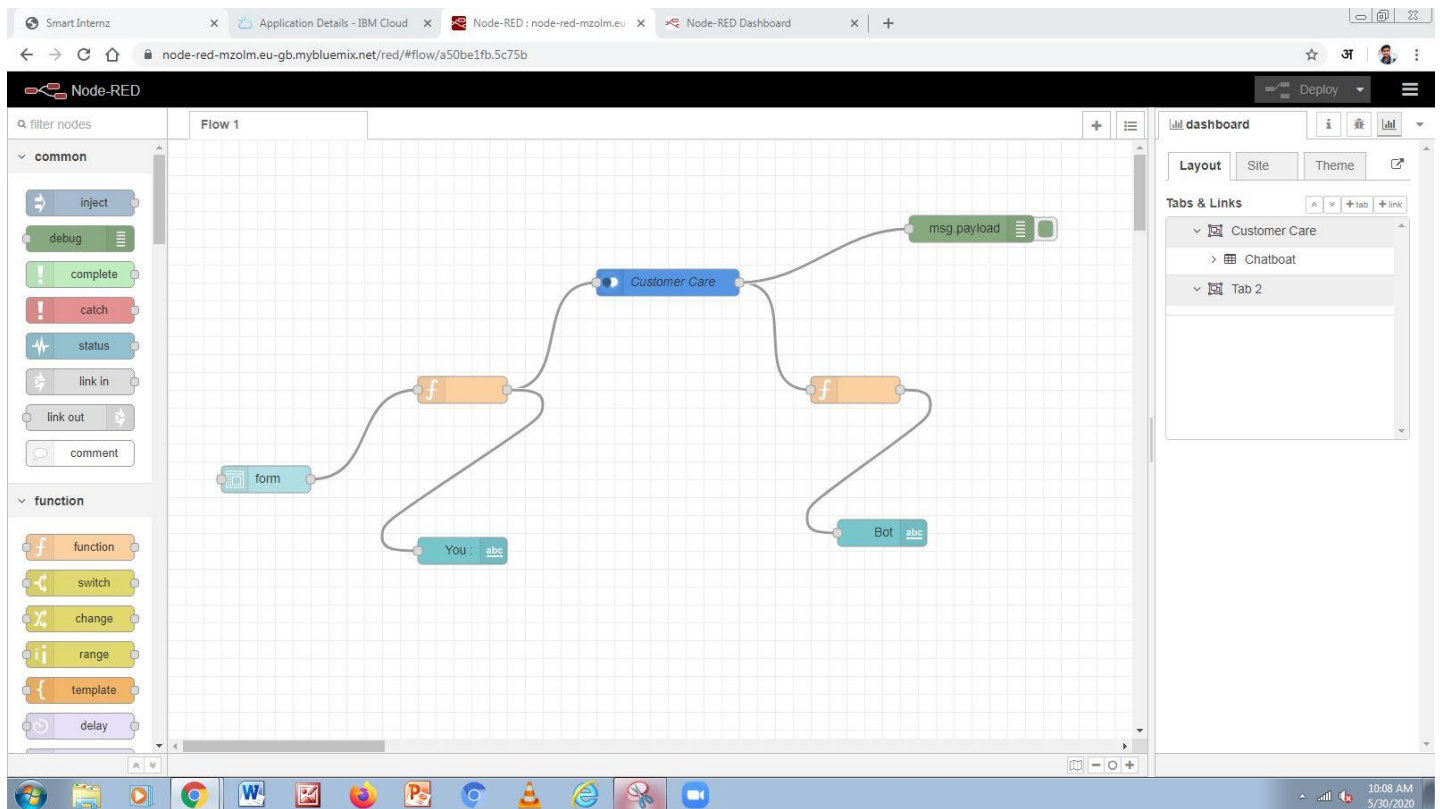 Smart Internz
Application Details - IBM Cloud
Node-RED : node-red-mzolm.eu-
Node-RED Dashboard
node-red-mzolm.eu-gb.mybluemix.net/red/#flow/a50be1fb.5c75b
अ
Node-RED
Deploy
filter nodes
Flow 1
dashboard
i
common
Layout
Site
Theme
inject
Tabs & Links
tab
link
debug
msg.payload
Customer Care
Chatboat
complete
Customer Care
Tab 2
catch
status
link in
f
f
link out
comment
form
function
Bot
abc
You :
abc
f
function
switch
change
range
template
delay
10:08 AM
5/30/2020